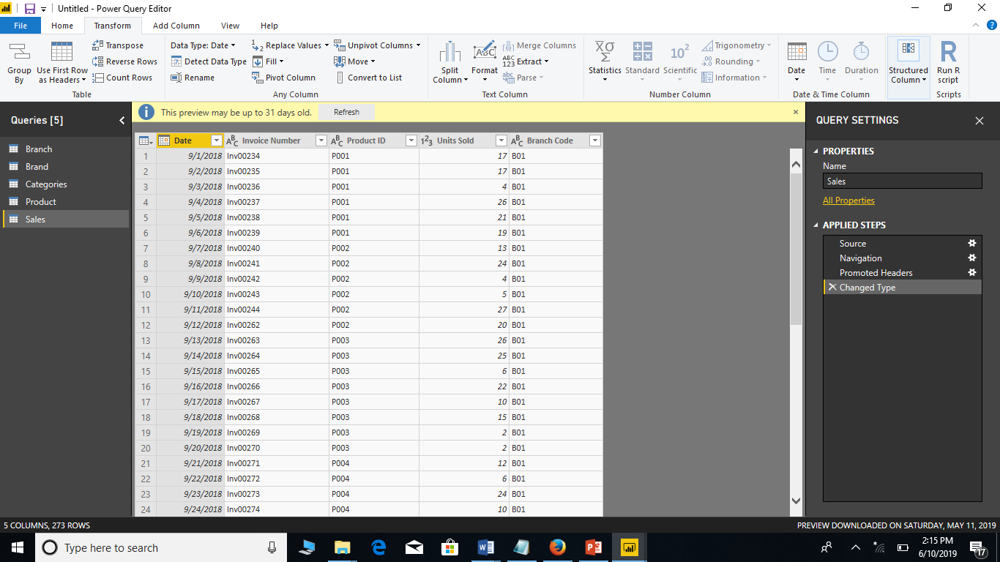 Untitled - Power Query Editor
File Home Transform Add Column View Help
Group By
Use First Row as Headers
Transpose
Reverse Rows
Count Rows
Table
Data Type: Date
Detect Data Type
Rename
Replace Values
Fill
Pivot Column
Unpivot Columns
Move
Convert to List
Any Column
Split Column
Format
Merge Columns
Extract
Parse
Text Column
Statistics
Standard
Scientific
Trigonometry
Rounding
Information
Number Column
Date
Time
Duration
Date & Time Column
Structured Column
Run R script
Scripts
Queries [5]
Branch
Brand
Categories
Product
Sales
This preview may be up to 31 days old. Refresh
Date Invoice Number Product ID Units Sold Branch Code
1 9/1/2018 Inv00234 P001 17 B01
2 9/2/2018 Inv00235 P001 17 B01
3 9/3/2018 Inv00236 P001 4 B01
4 9/4/2018 Inv00237 P001 26 B01
5 9/5/2018 Inv00238 P001 21 B01
6 9/6/2018 Inv00239 P001 19 B01
7 9/7/2018 Inv00240 P002 13 B01
8 9/8/2018 Inv00241 P002 24 B01
9 9/9/2018 Inv00242 P002 4 B01
10 9/10/2018 Inv00243 P002 5 B01
11 9/11/2018 Inv00244 P002 27 B01
12 9/12/2018 Inv00262 P002 20 B01
13 9/13/2018 Inv00263 P003 26 B01
14 9/14/2018 Inv00264 P003 25 B01
15 9/15/2018 Inv00265 P003 6 B01
16 9/16/2018 Inv00266 P003 22 B01
17 9/17/2018 Inv00267 P003 10 B01
18 9/18/2018 Inv00268 P003 15 B01
19 9/19/2018 Inv00269 P003 2 B01
20 9/20/2018 Inv00270 P003 2 B01
21 9/21/2018 Inv00271 P004 12 B01
22 9/22/2018 Inv00272 P004 6 B01
23 9/23/2018 Inv00273 P004 24 B01
24 9/24/2018 Inv00274 P004 10 B01
QUERY SETTINGS
PROPERTIES
Name
Sales
All Properties
APPLIED STEPS
Source
Navigation
Promoted Headers
Changed Type
5 COLUMNS, 273 ROWS
PREVIEW DOWNLOADED ON SATURDAY, MAY 11, 2019
Type here to search
2:15 PM
6/10/2019
17